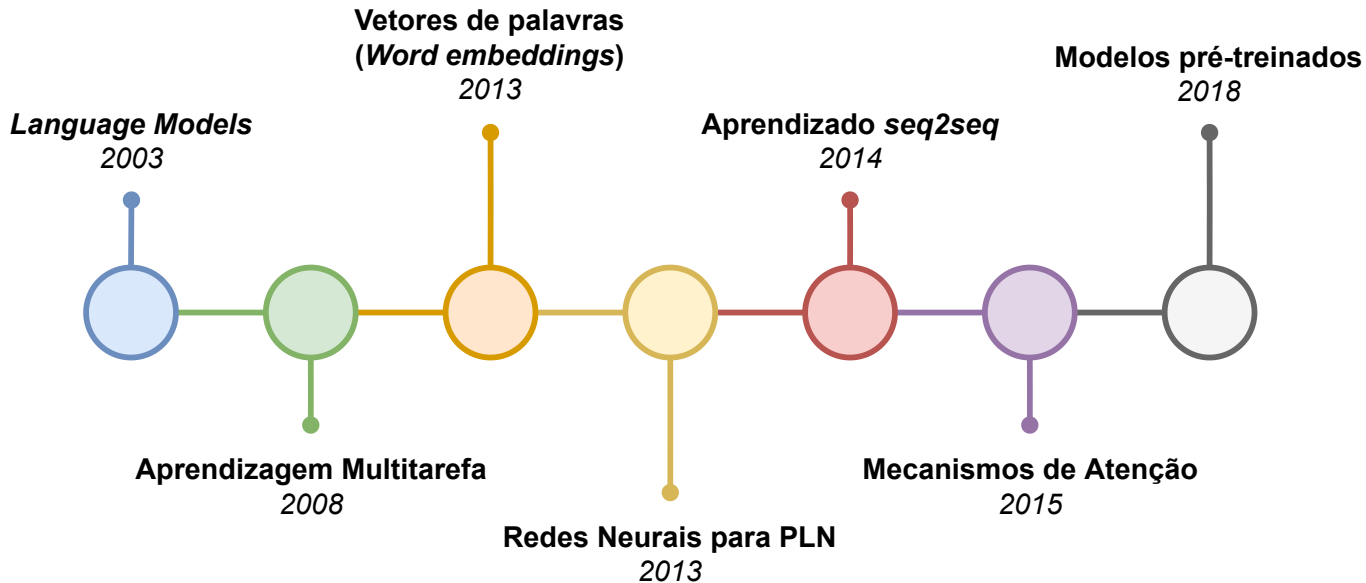 Language Models
2003
Aprendizagem Multitarefa
2008
Vetores de palavras
(Word embeddings)
2013
Redes Neurais para PLN
2013
Aprendizado seq2seq
2014
Mecanismos de Atenção
2015
Modelos pré-treinados
2018